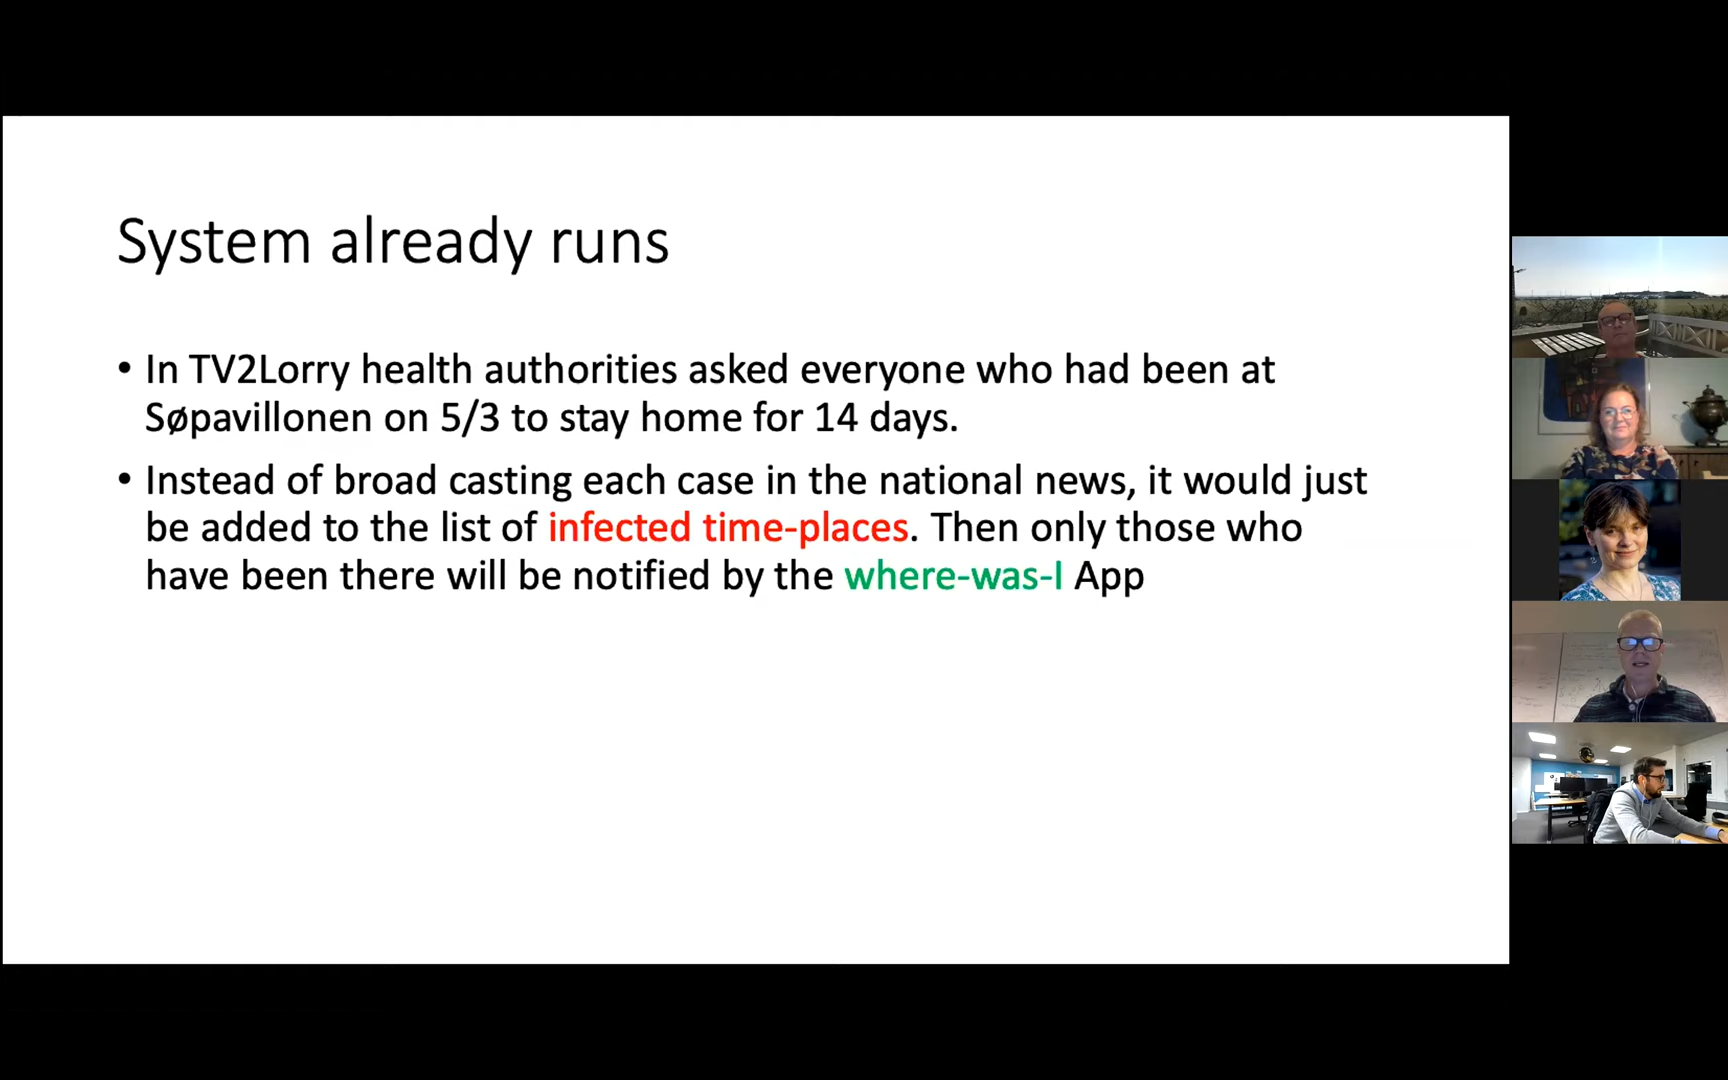 System already runs
• In TV2Lorry health authorities asked everyone who had been at
Søpavillonen on 5/3 to stay home for 14 days.
• Instead of broad casting each case in the national news, it would just
be added to the list of infected time-places. Then only those who
have been there will be notified by the where-was-I App